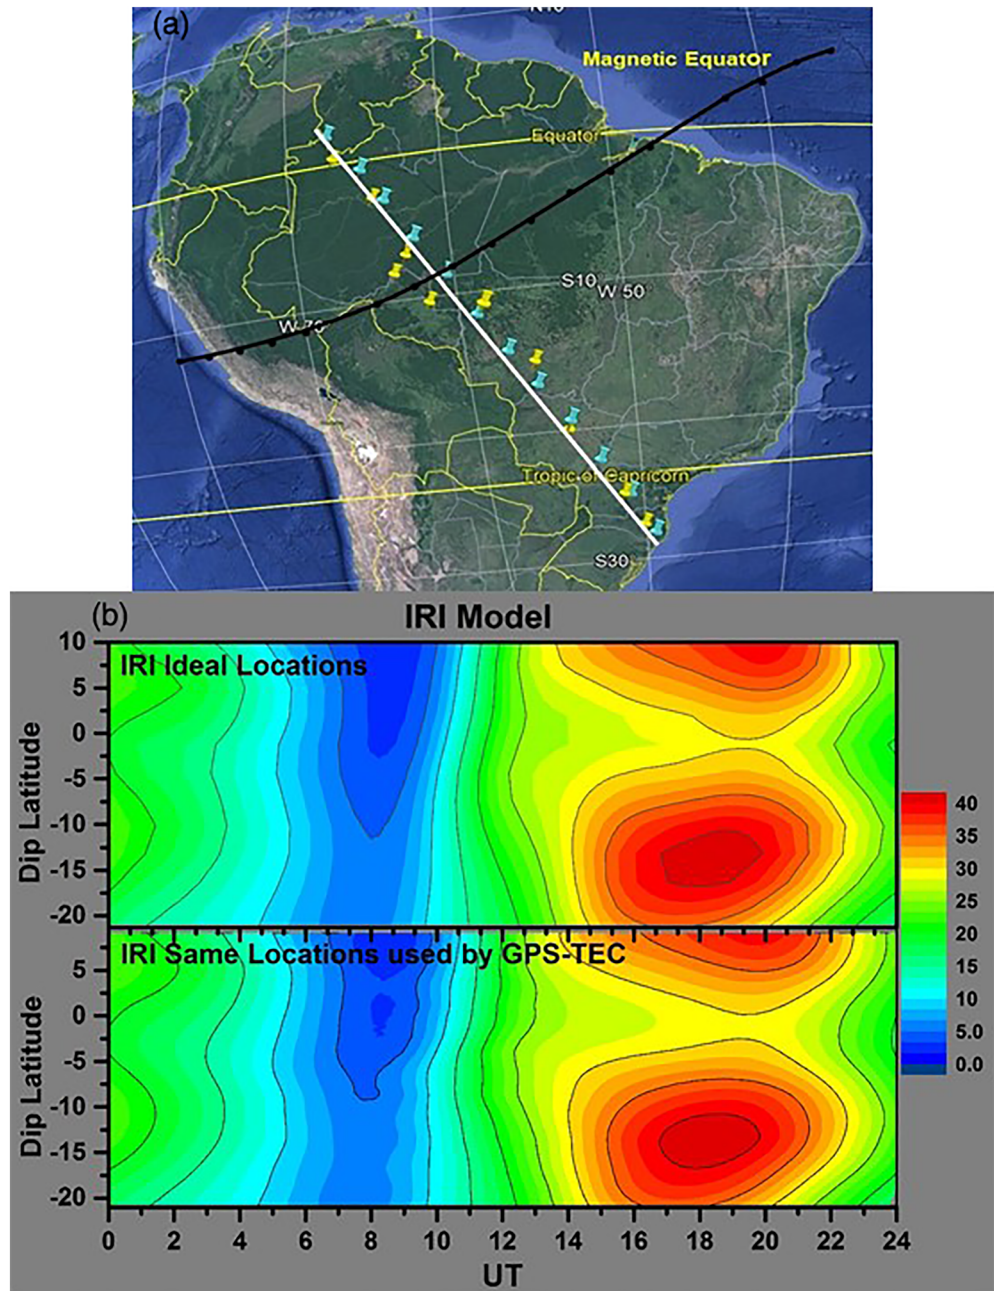 (a)
N10
Magnetic Equator
Equator
S10
W 50°
W 70
Tropic of Capricorn
S30
(b)
IRI Model
IRI Ideal Locations
10
5
0
-5
-10
-15
-20
Dip Latitude
IRI Same Locations used by GPS-TEC
5
0
-5
-10
-15
-20
Dip Latitude
0 2 4 6 8 10 12 14 16 18 20 22 24
UT
40
35
30
25
20
15
10
5.0
0.0